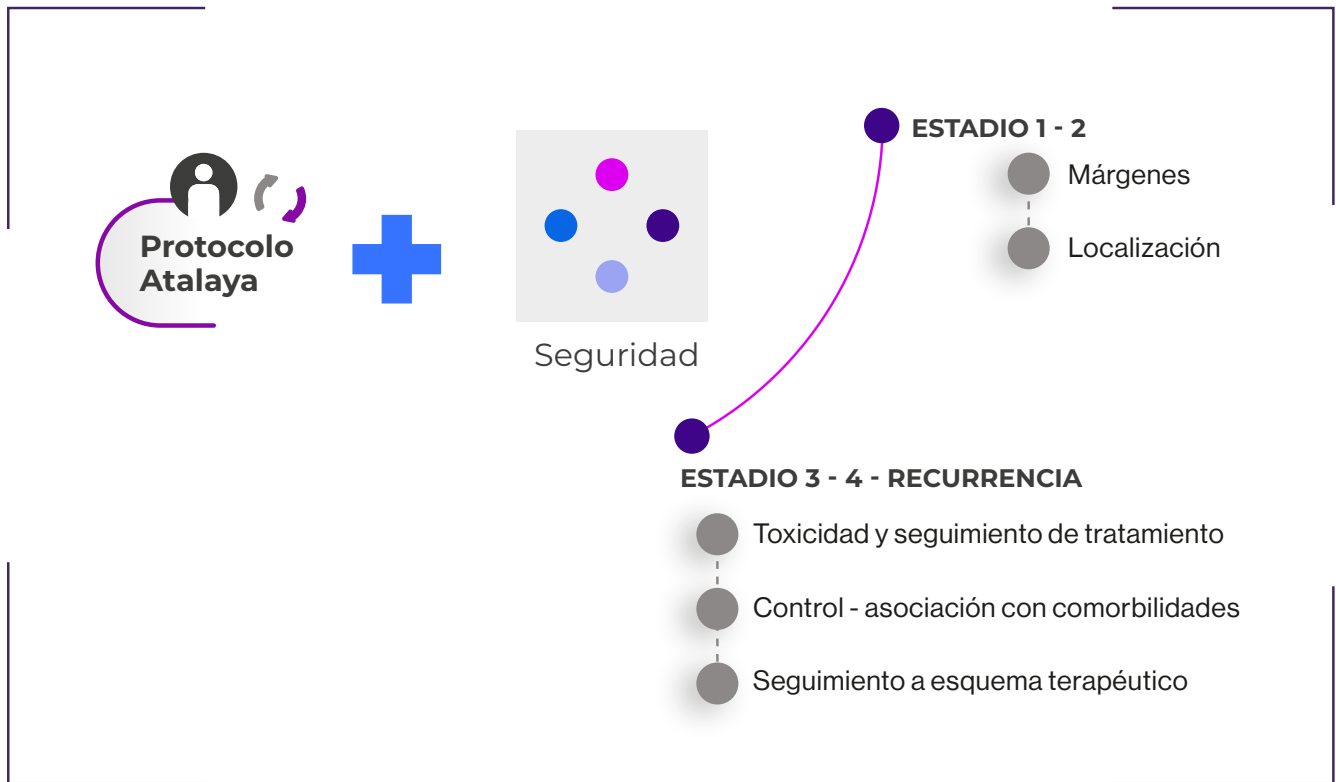 Protocolo
Atalaya
Seguridad
ESTADIO 1 - 2
Márgenes
Localización
ESTADIO 3 - 4 - RECURRENCIA
Toxicidad y seguimiento de tratamiento
Control - asociación con comorbilidades
Seguimiento a esquema terapéutico